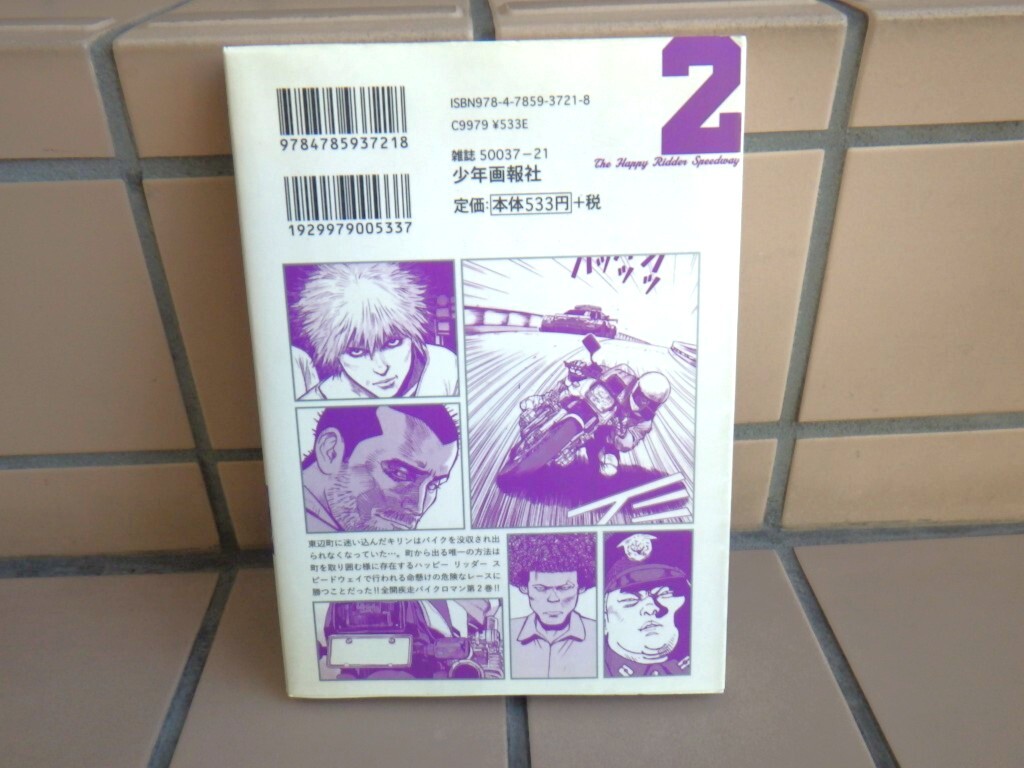 2
The Happy Ridder Speedway
ISBN978-4-7859-3721-8
C9979 ¥533E
雑誌 50037-21
少年画報社
定価:本体533円+税
9784785937218
1929979005337
東辺町に迷い込んだキリンはバイクを没収され出
られなくなっていた…。町から出る唯一の方法は
町を取り囲む様に存在するハッピー リッダー ス
ピードウェイで行われる命懸けの危険なレースに
勝つことだった!!全開疾走バイクロマン第2巻!!